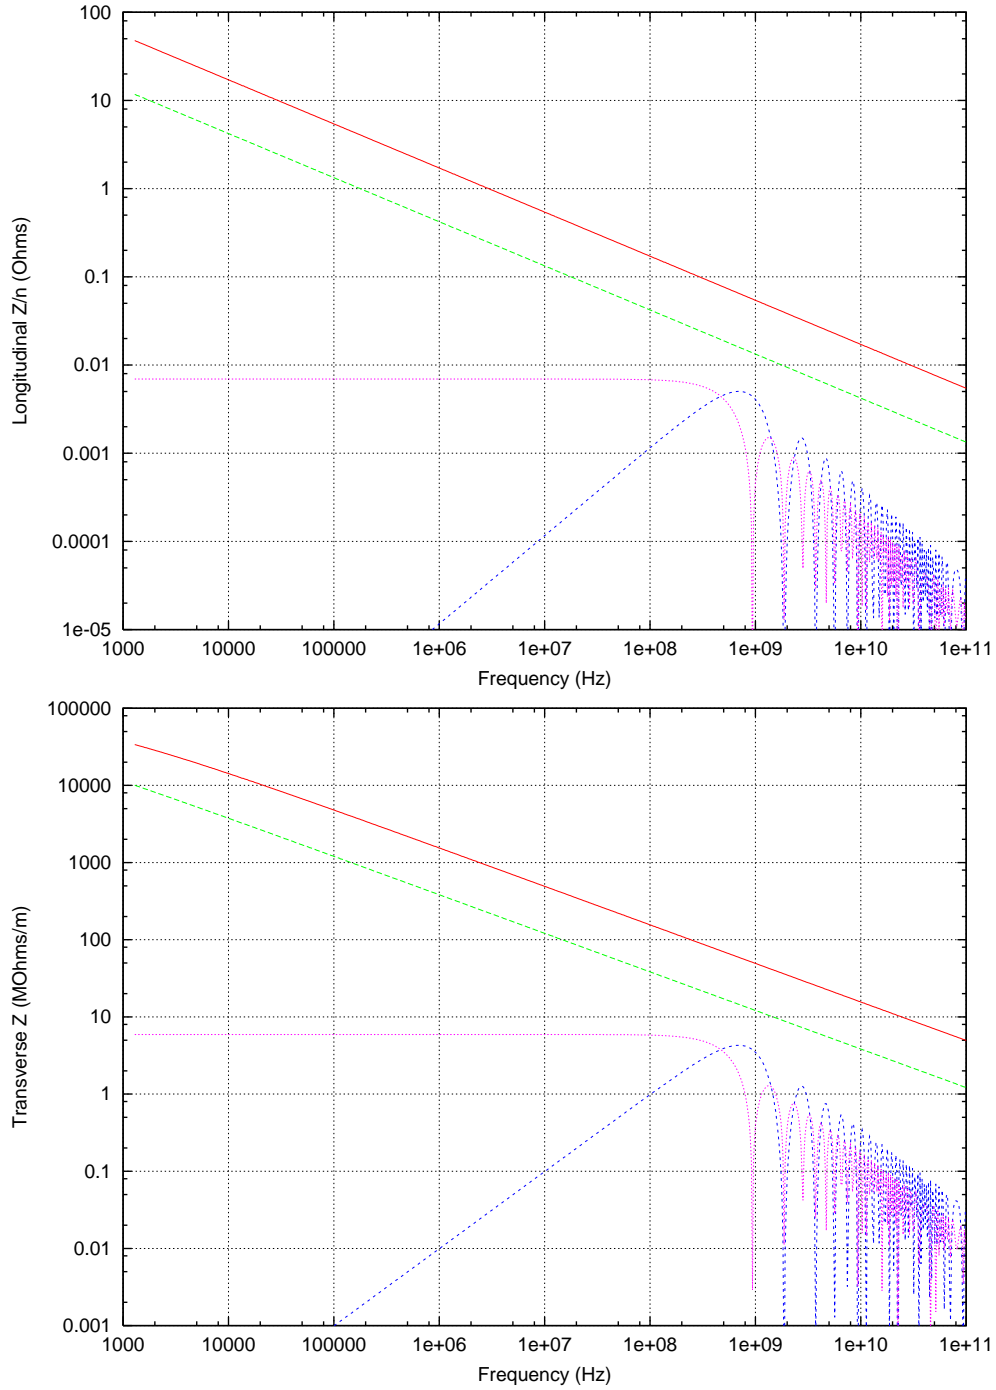 100
10
1
0.1
0.01
0.001
0.0001
1e-05
Longitudinal Z/n (Ohms)
1000 10000 100000 1e+06 1e+07 1e+08 1e+09 1e+10 1e+11
Frequency (Hz)
100000
10000
1000
100
10
1
0.1
0.01
0.001
Transverse Z (MOhms/m)
1000 10000 100000 1e+06 1e+07 1e+08 1e+09 1e+10 1e+11
Frequency (Hz)